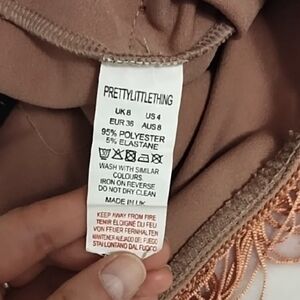 PRETTYLITTLETHING
UK 8 US 4
EUR 36 AUS 8
95% POLYESTER
5% ELASTANE
WASH WITH SIMILAR
COLOURS.
IRON ON REVERSE
DO NOT DRY CLEAN
MADE IN UK
KEEP AWAY FROM FIRE
TENIR ÉLOIGNÉ DU FEU
VON FEUER FERNHALTEN
MANTENER ALEJADO DEL FUEGO
STAI LONTANO DAL FUOCO